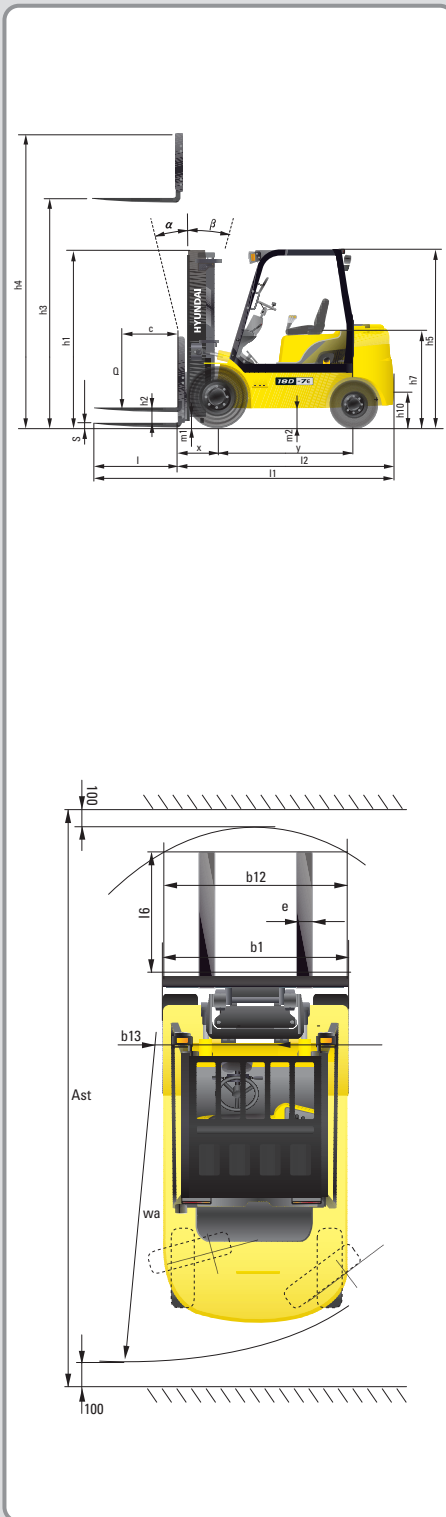 h4
h3
h1
α
β
HYUNDAI
c
Q
h2
S
m1
x
18D -7E
m2
y
h5
h7
h10
l
l2
l1
100
b12
l6
e
b1
b13
Ast
wa
100